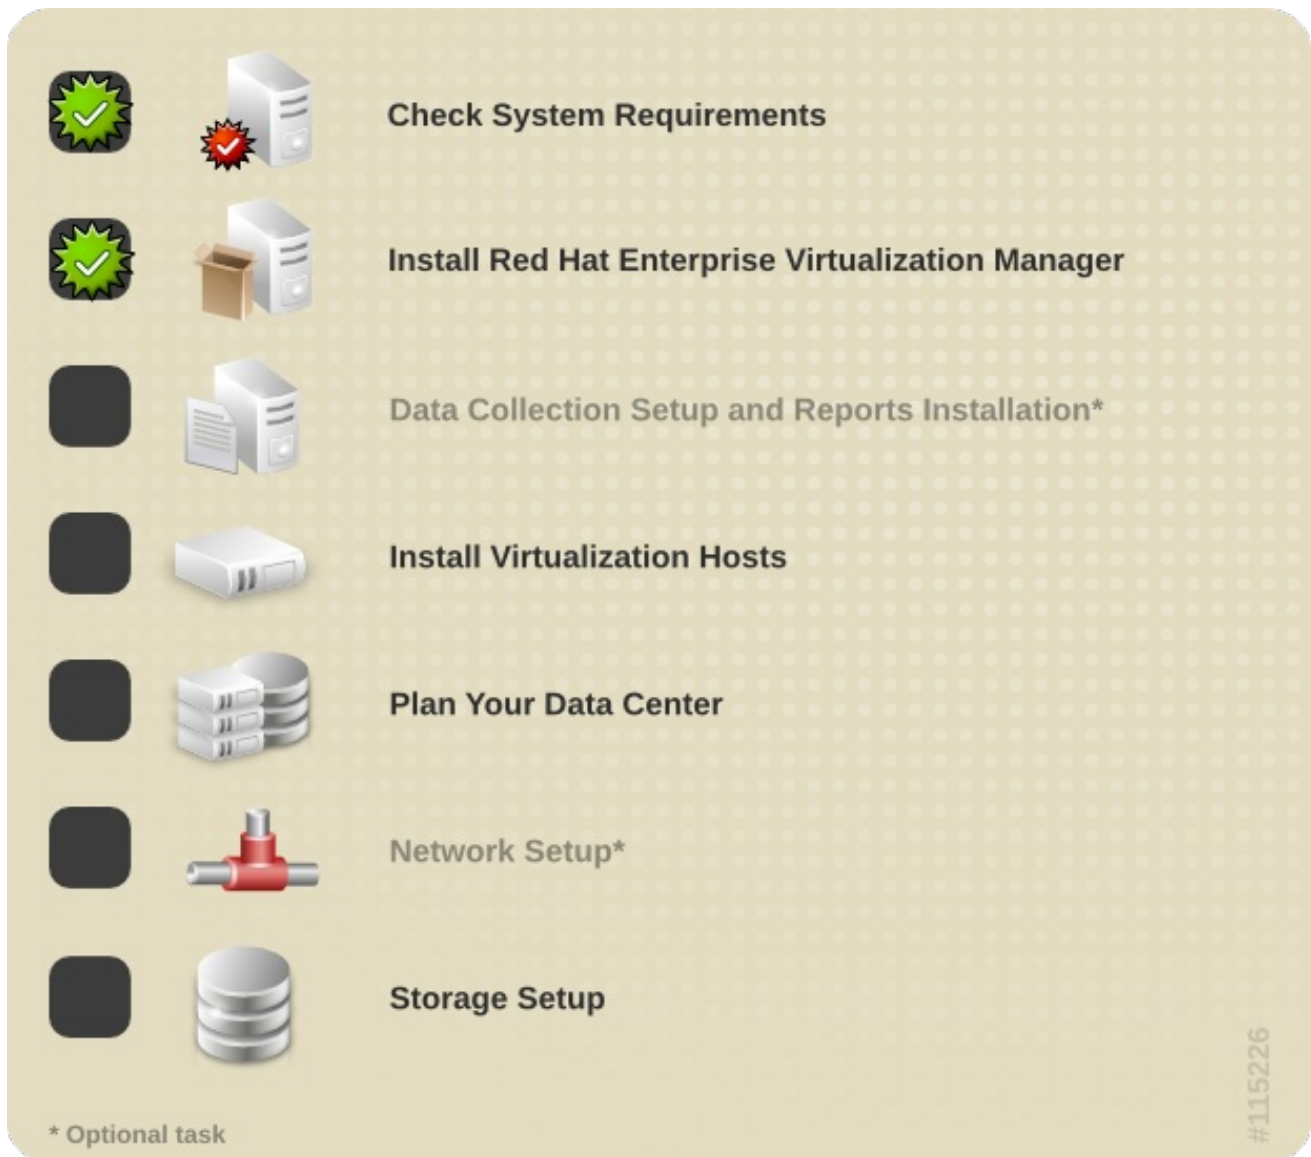 Check System Requirements
Install Red Hat Enterprise Virtualization Manager
Data Collection Setup and Reports Installation*
Install Virtualization Hosts
Plan Your Data Center
Network Setup*
Storage Setup
#115226
* Optional task